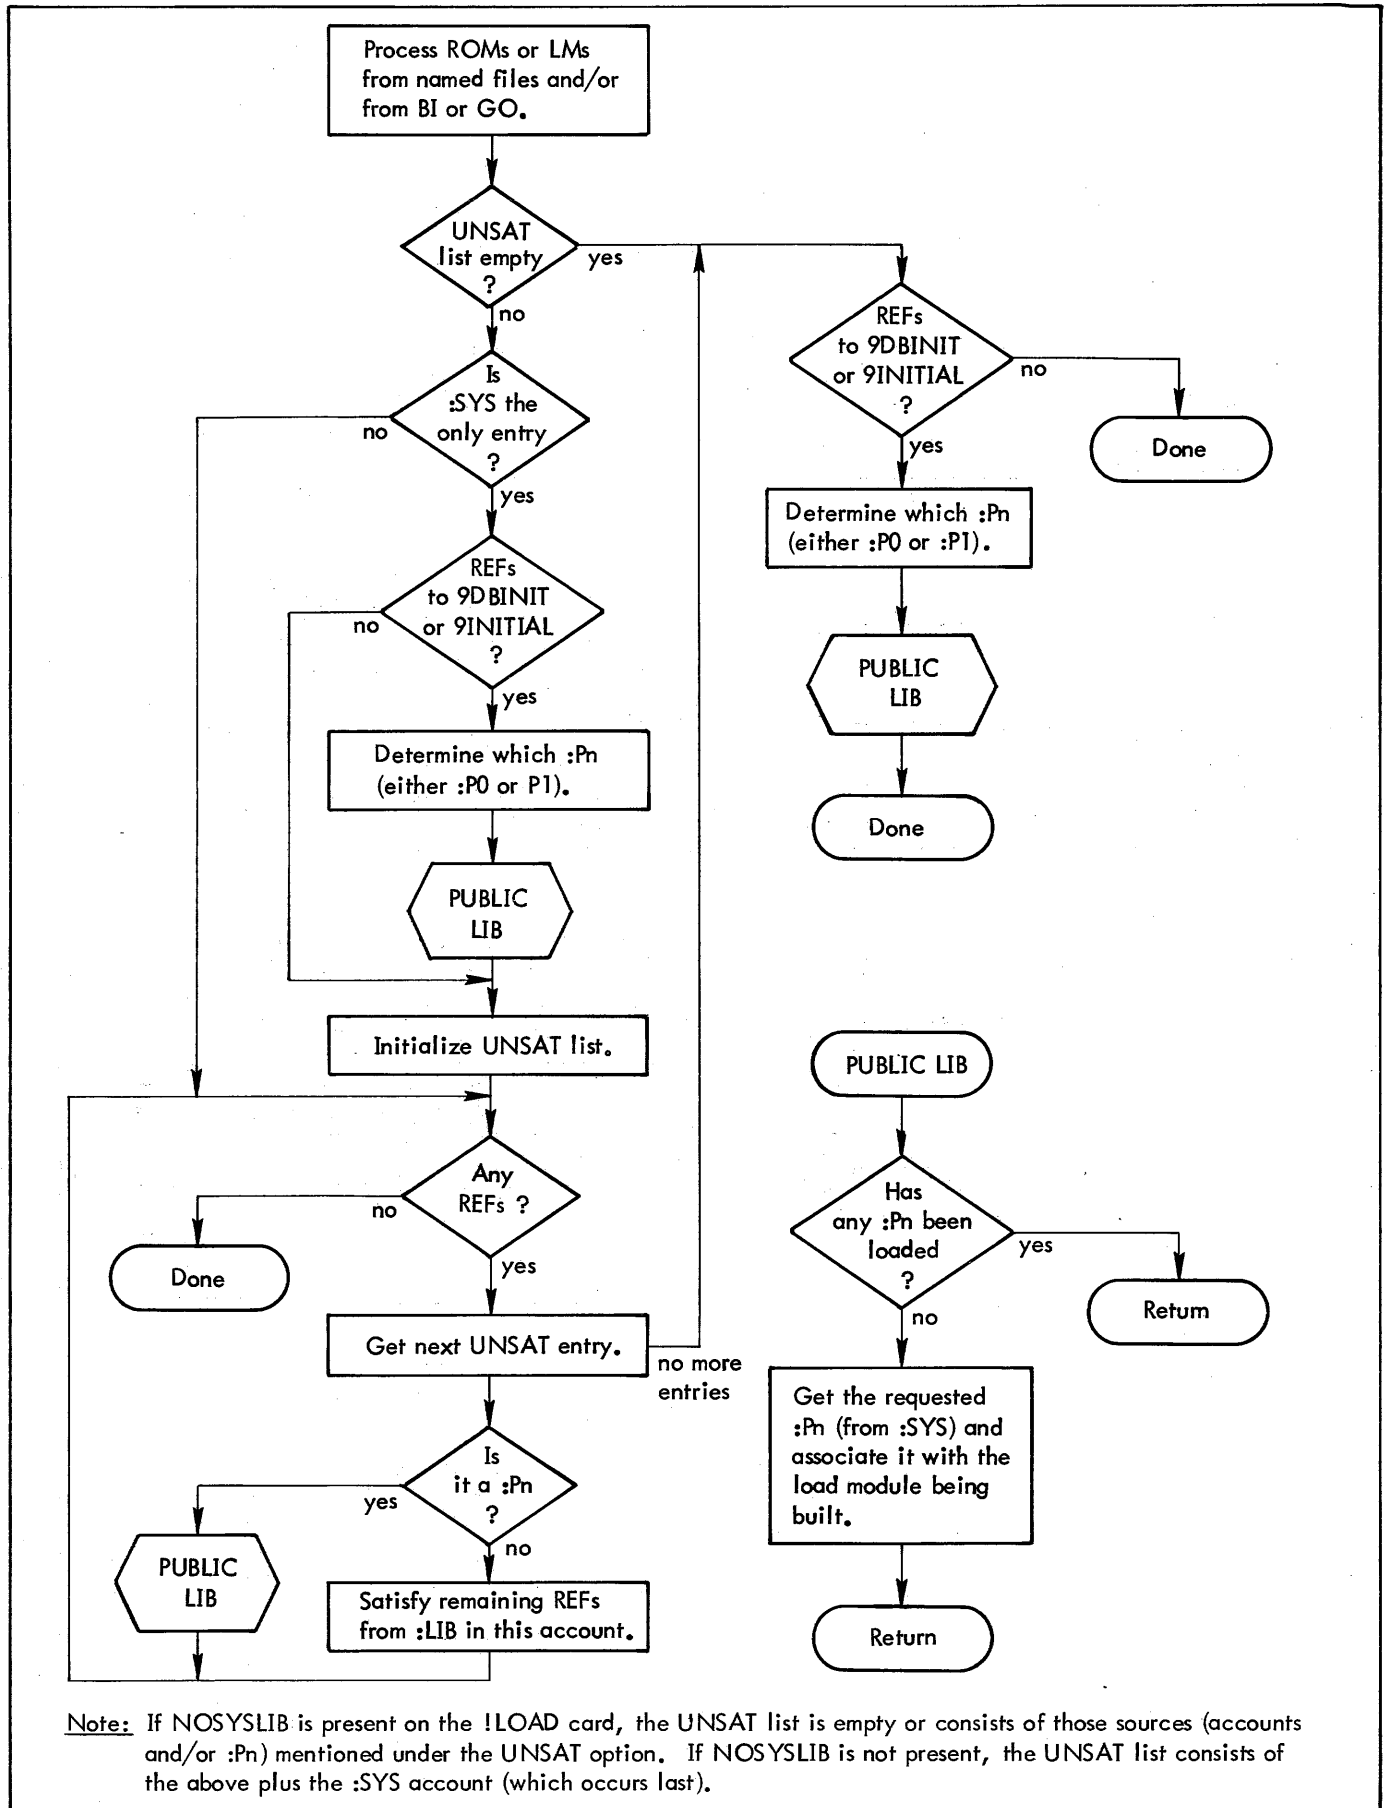 Process ROMs or LMs
from named files and/or
from BI or GO.
UNSAT
list empty
?
yes
no
Is
:SYS the
only entry
?
no
yes
REFs
to 9DBINIT
or 9INITIAL
?
no
yes
Determine which :Pn
(either :P0 or P1).
PUBLIC
LIB
Initialize UNSAT list.
Any
REFs ?
no
yes
Done
Get next UNSAT entry.
no more
entries
Is
it a :Pn
?
yes
no
PUBLIC
LIB
Satisfy remaining REFs
from :LIB in this account.
REFs
to 9DBINIT
or 9INITIAL
?
no
yes
Done
Determine which :Pn
(either :P0 or :P1).
PUBLIC
LIB
Done
PUBLIC LIB
Has
any :Pn been
loaded
?
yes
no
Return
Get the requested
:Pn (from :SYS) and
associate it with the
load module being
built.
Return
Note: If NOSYSLIB is present on the !LOAD card, the UNSAT list is empty or consists of those sources (accounts
and/or :Pn) mentioned under the UNSAT option. If NOSYSLIB is not present, the UNSAT list consists of
the above plus the :SYS account (which occurs last).